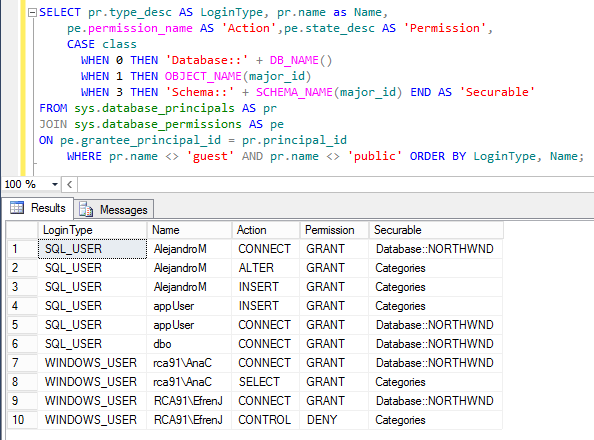 SELECT pr.type_desc AS LoginType, pr.name as Name,
pe.permission_name AS 'Action',pe.state_desc AS 'Permission',
CASE class
WHEN 0 THEN 'Database::' + DB_NAME()
WHEN 1 THEN OBJECT_NAME(major_id)
WHEN 3 THEN 'Schema::' + SCHEMA_NAME(major_id) END AS 'Securable'
FROM sys.database_principals AS pr
JOIN sys.database_permissions AS pe
ON pe.grantee_principal_id = pr.principal_id
WHERE pr.name <> 'guest' AND pr.name <> 'public' ORDER BY LoginType, Name;
100 %
Results Messages
LoginType Name Action Permission Securable
1 SQL_USER AlejandroM CONNECT GRANT Database::NORTHWND
2 SQL_USER AlejandroM ALTER GRANT Categories
3 SQL_USER AlejandroM INSERT GRANT Categories
4 SQL_USER appUser INSERT GRANT Categories
5 SQL_USER appUser CONNECT GRANT Database::NORTHWND
6 SQL_USER dbo CONNECT GRANT Database::NORTHWND
7 WINDOWS_USER rca91\AnaC CONNECT GRANT Database::NORTHWND
8 WINDOWS_USER rca91\AnaC SELECT GRANT Categories
9 WINDOWS_USER RCA91\EfrenJ CONNECT GRANT Database::NORTHWND
10 WINDOWS_USER RCA91\EfrenJ CONTROL DENY Categories